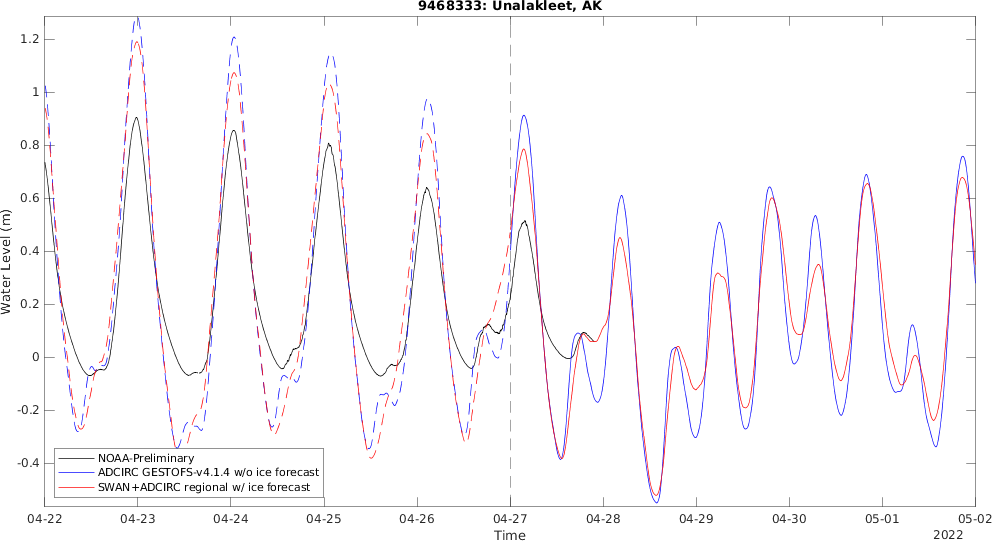 9468333: Unalakleet, AK
Water Level (m)
1.2
1
0.8
0.6
0.4
0.2
0
-0.2
-0.4
NOAA-Preliminary
ADCIRC GESTOFS-v4.1.4 w/o ice forecast
SWAN+ADCIRC regional w/ ice forecast
04-22 04-23 04-24 04-25 04-26 04-27 04-28 04-29 04-30 05-01 05-02
Time
2022